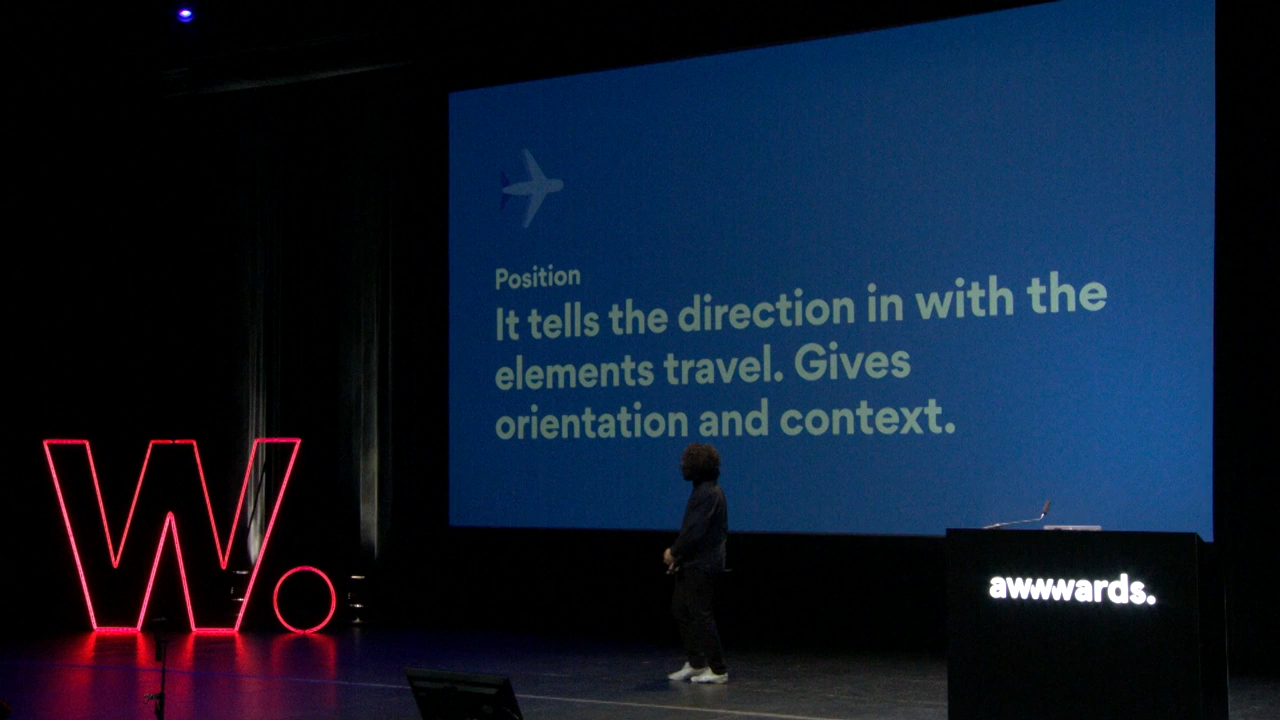 Position
It tells the direction in with the
elements travel. Gives
orientation and context.
W.
awwwards.